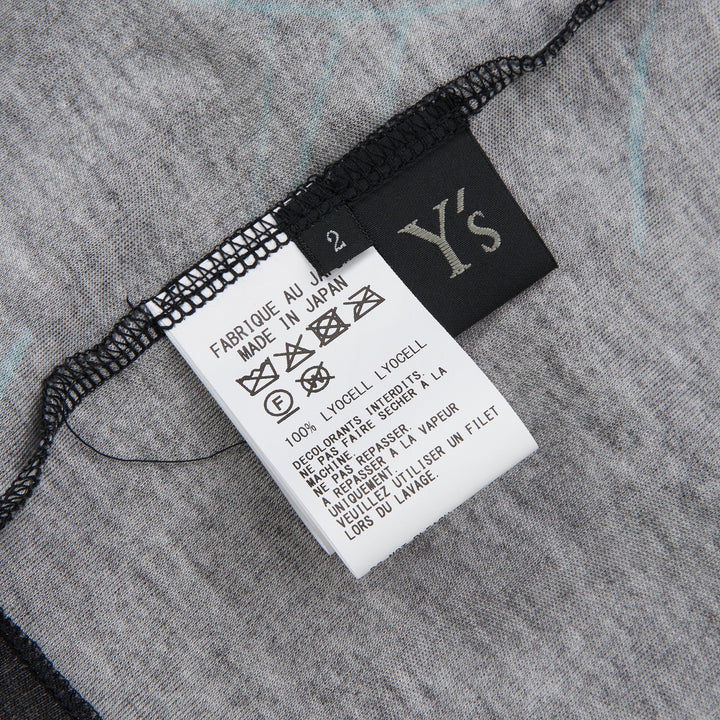 Y's
2
FABRIQUE AU JA
MADE IN JAPAN
F
100% LYOCELL LYOCELL
DECOLORANTS INTERDITS.
NE PAS FAIRE SÉCHER À LA
MACHINE.
NE PAS REPASSER.
A REPASSER À LA VAPEUR
UNIQUEMENT.
VEUILLEZ UTILISER UN FILET
LORS DU LAVAGE.